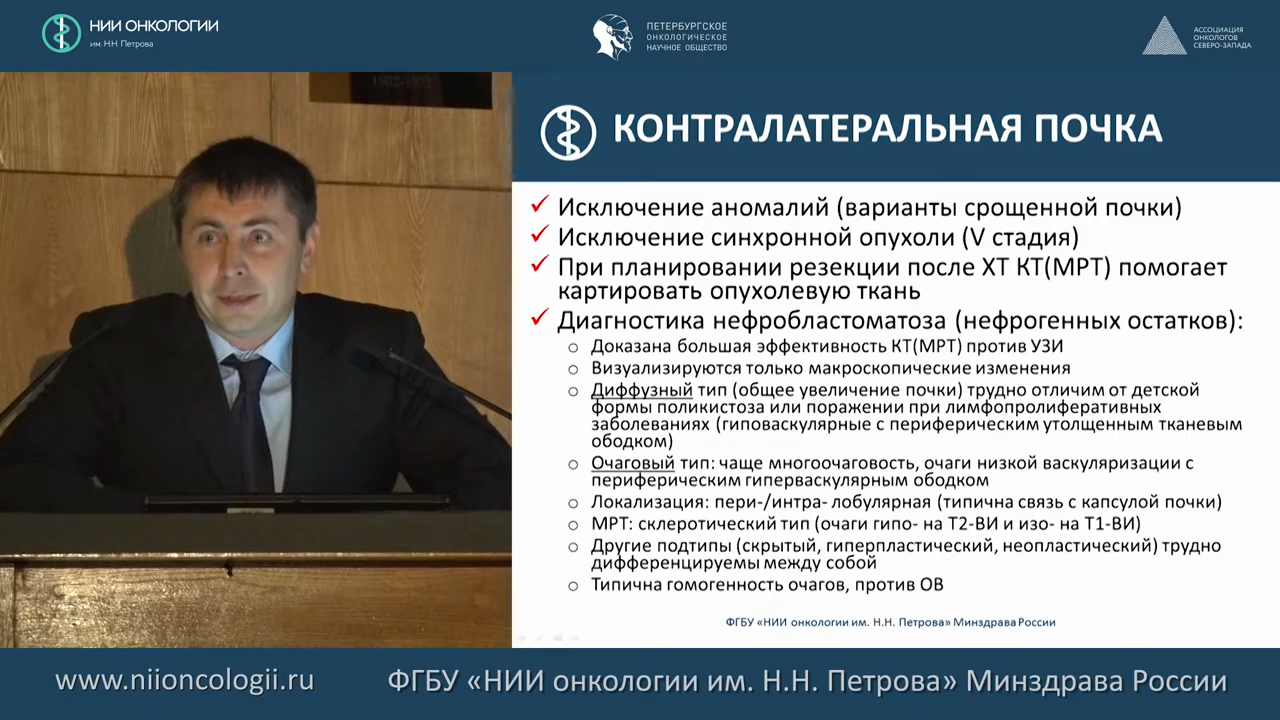 НИИ ОНКОЛОГИИ
им. Н.Н. Петрова
ПЕТЕРБУРГСКОЕ
ОНКОЛОГИЧЕСКОЕ
НАУЧНОЕ ОБЩЕСТВО
АССОЦИАЦИЯ
ОНКОЛОГОВ
СЕВЕРО-ЗАПАДА
КОНТРАЛАТЕРАЛЬНАЯ ПОЧКА
Исключение аномалий (варианты срощенной почки)
Исключение синхронной опухоли (V стадия)
При планировании резекции после ХТ КТ(МРТ) помогает
картировать опухолевую ткань
Диагностика нефробластоматоза (нефрогенных остатков):
Доказана большая эффективность КТ(МРТ) против УЗИ
Визуализируются только макроскопические изменения
Диффузный тип (общее увеличение почки) трудно отличим от детской
формы поликистоза или поражении при лимфопролиферативных
заболеваниях (гиповаскулярные с периферическим утолщенным тканевым
ободком)
Очаговый тип: чаще многоочаговость, очаги низкой васкуляризации с
периферическим гиперваскулярным ободком
Локализация: пери-/интра- лобулярная (типична связь с капсулой почки)
МРТ: склеротический тип (очаги гипо- на Т2-ВИ и изо- на Т1-ВИ)
Другие подтипы (скрытый, гиперпластический, неопластический) трудно
дифференцируемы между собой
Типична гомогенность очагов, против ОВ
ФГБУ «НИИ онкологии им. Н.Н. Петрова» Минздрава России
www.niioncologii.ru
ФГБУ «НИИ онкологии им. Н.Н. Петрова» Минздрава России